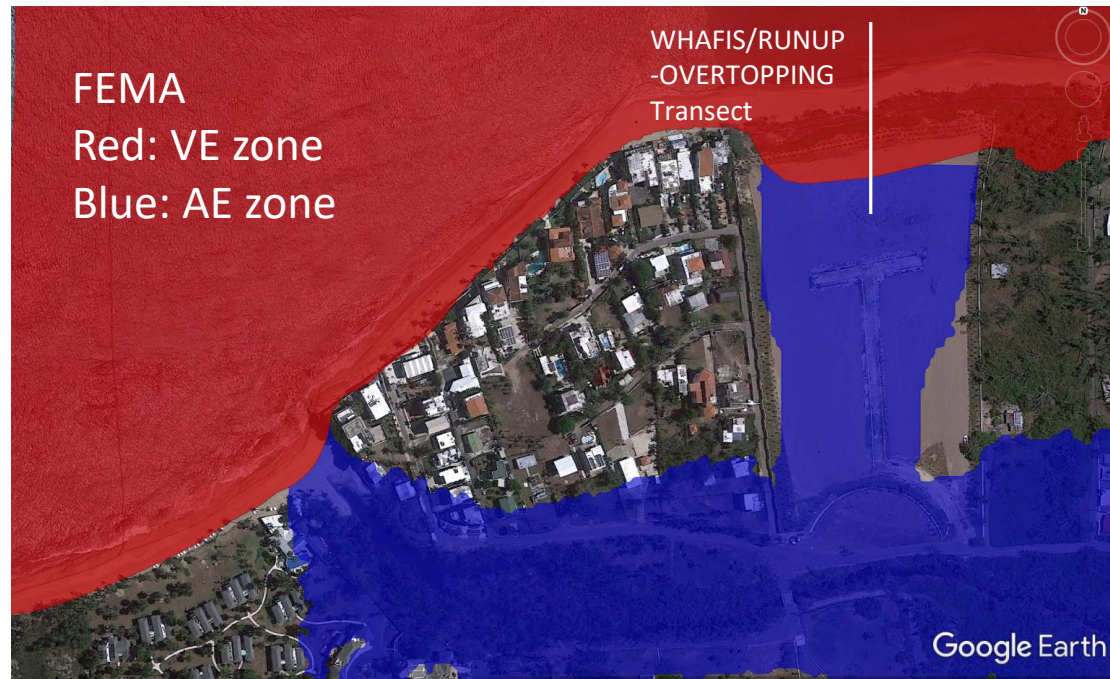 FEMA
Red: VE zone
Blue: AE zone
WHAFIS/RUNUP
-OVERTOPPING
Transect
N
Google Earth